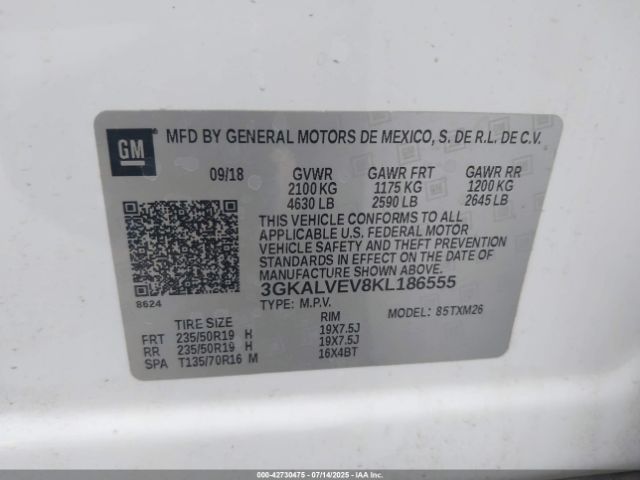 GM
MFD BY GENERAL MOTORS DE MEXICO, S. DE R.L. DE C.V.
09/18 GVWR GAWR FRT GAWR RR
2100 KG 1175 KG 1200 KG
4630 LB 2590 LB 2645 LB
THIS VEHICLE CONFORMS TO ALL
APPLICABLE U.S. FEDERAL MOTOR
VEHICLE SAFETY AND THEFT PREVENTION
STANDARDS IN EFFECT ON THE DATE OF
MANUFACTURE SHOWN ABOVE.
3GKALVEV8KL186555
8624
TYPE: M.P.V. MODEL: 85TXM26
TIRE SIZE RIM
FRT 235/50R19 H 19X7.5J
RR 235/50R19 H 19X7.5J
SPA T135/70R16 M 16X4BT
000-42730475 - 07/14/2025 - IAAI.COM